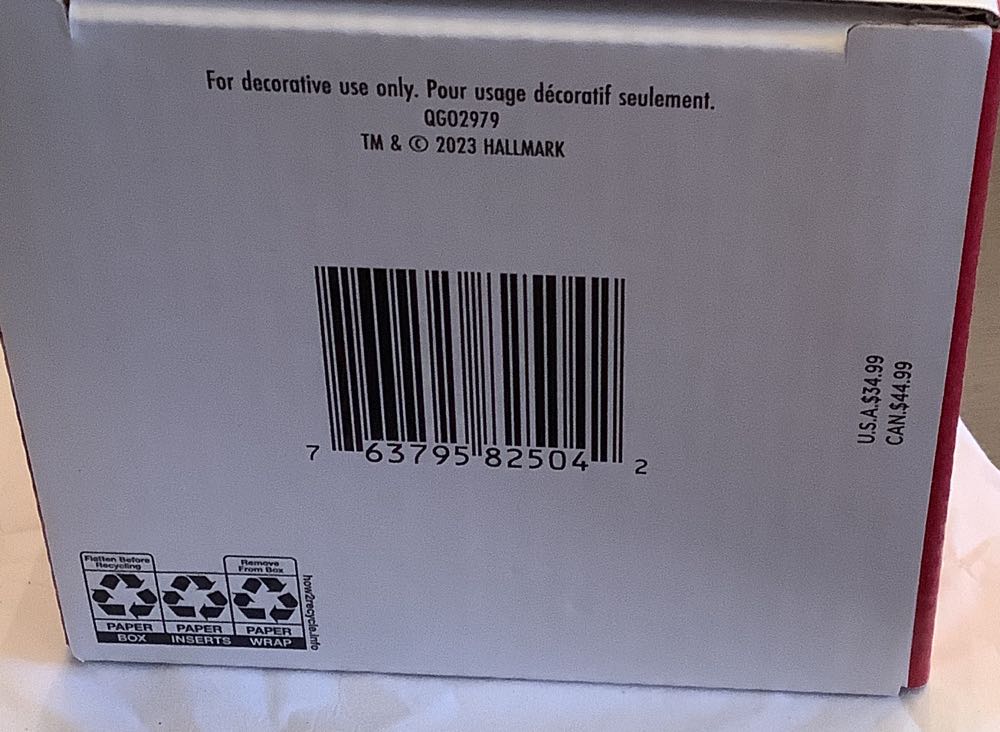 For decorative use only. Pour usage décoratif seulement.
QGO2979
TM & © 2023 HALLMARK
7 63795 82504 2
U.S.A.$34.99
CAN.$44.99
Flatten Before
Recycling
Remove
From Box
PAPER PAPER PAPER
BOX INSERTS WRAP
how2recycle.info